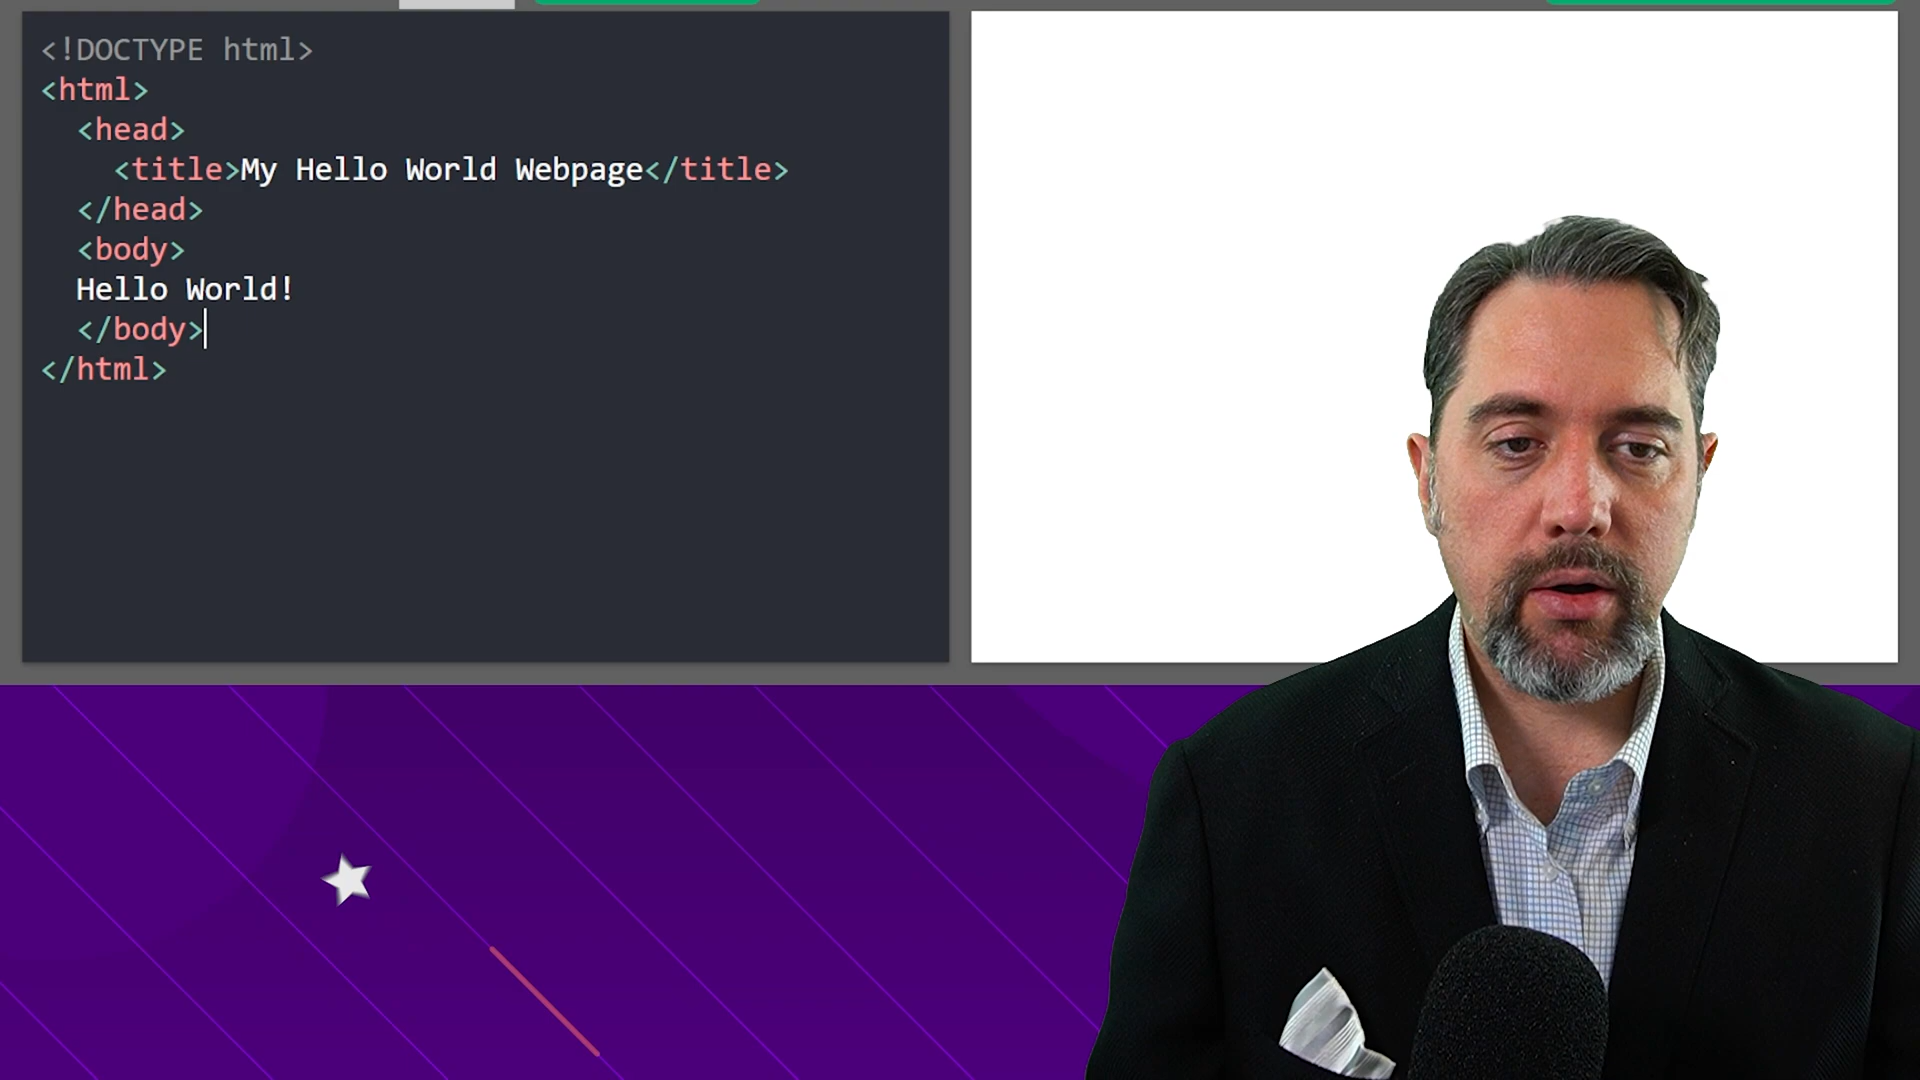 <!DOCTYPE html>
<html>
  <head>
    <title>My Hello World Webpage</title>
  </head>
  <body>
  Hello World!
  </body>
</html>